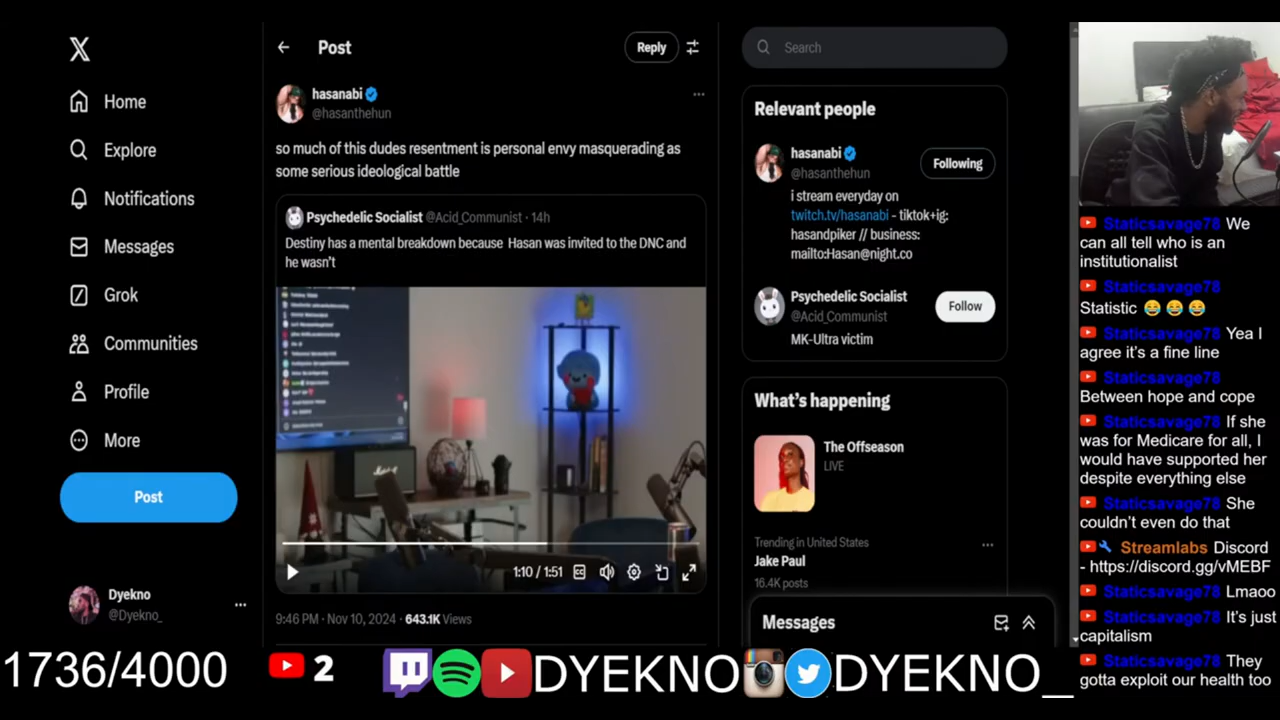 Home
Explore
Notifications
Messages
Grok
Communities
Profile
More
Post
Dyekno
@Dyekno_
Post
Reply
hasanabi
@hasanthehun
so much of this dudes resentment is personal envy masquerading as
some serious ideological battle
Psychedelic Socialist @Acid_Communist · 14h
Destiny has a mental breakdown because Hasan was invited to the DNC and
he wasn't
Marshall
1:10 / 1:51
9:46 PM · Nov 10, 2024 · 643.1K Views
Search
Relevant people
hasanabi
@hasanthehun
Following
i stream everyday on
twitch.tv/hasanabi - tiktok+ig:
hasandpiker // business:
mailto:Hasan@night.co
Psychedelic Socialist
@Acid_Communist
Follow
MK-Ultra victim
What's happening
The Offseason
LIVE
Trending in United States
Jake Paul
16.4K posts
Messages
Staticsavage78 We
can all tell who is an
institutionalist
Staticsavage78
Statistic 😂 😂 😂
Staticsavage78 Yea I
agree it's a fine line
Staticsavage78
Between hope and cope
Staticsavage78 If she
was for Medicare for all, I
would have supported her
despite everything else
Staticsavage78 She
couldn't even do that
Streamlabs Discord
- https://discord.gg/vMEBF
Staticsavage78 Lmaoo
Staticsavage78 It's just
capitalism
Staticsavage78 They
gotta exploit our health too
1736/4000
2
DYEKNO
DYEKNO_